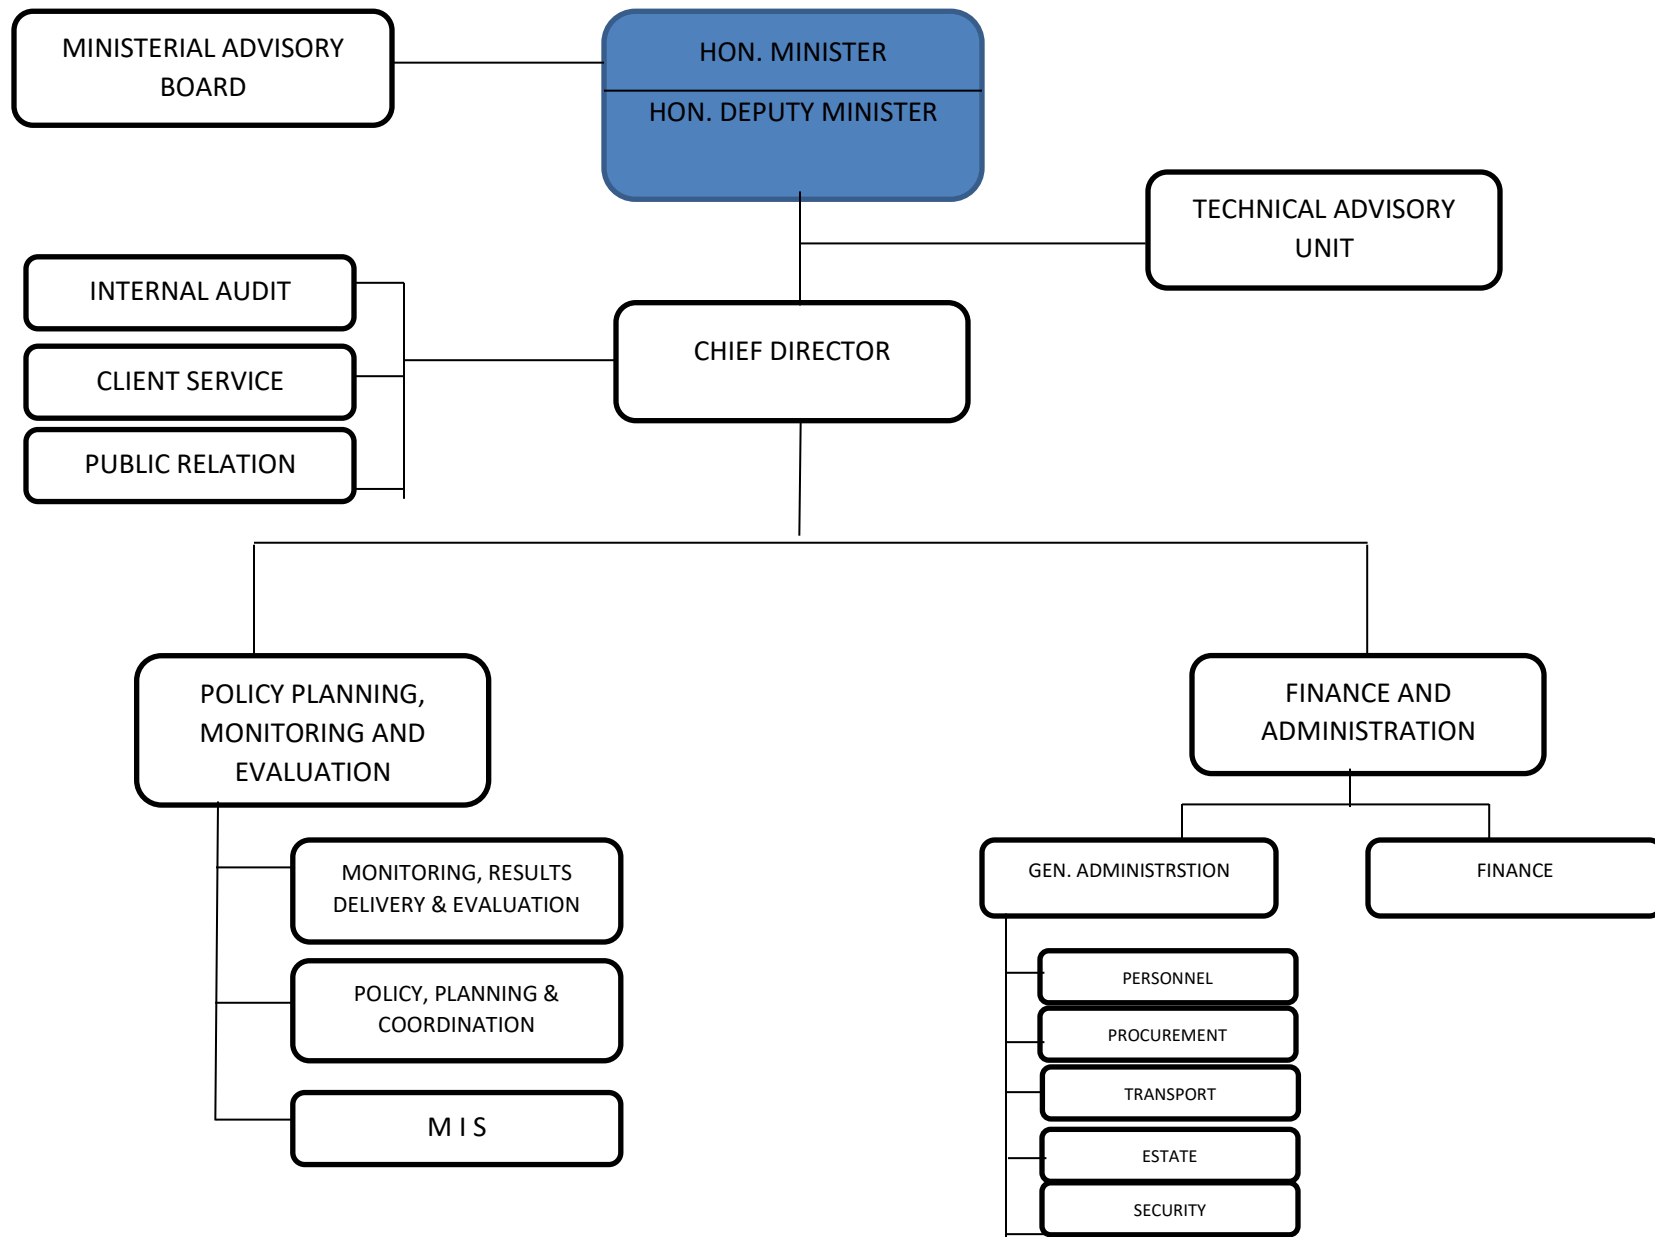 MINISTERIAL ADVISORY
BOARD
HON. MINISTER
HON. DEPUTY MINISTER
TECHNICAL ADVISORY
UNIT
INTERNAL AUDIT
CLIENT SERVICE
PUBLIC RELATION
CHIEF DIRECTOR
POLICY PLANNING,
MONITORING AND
EVALUATION
FINANCE AND
ADMINISTRATION
MONITORING, RESULTS
DELIVERY & EVALUATION
POLICY, PLANNING &
COORDINATION
M I S
GEN. ADMINISTRSTION
FINANCE
PERSONNEL
PROCUREMENT
TRANSPORT
ESTATE
SECURITY